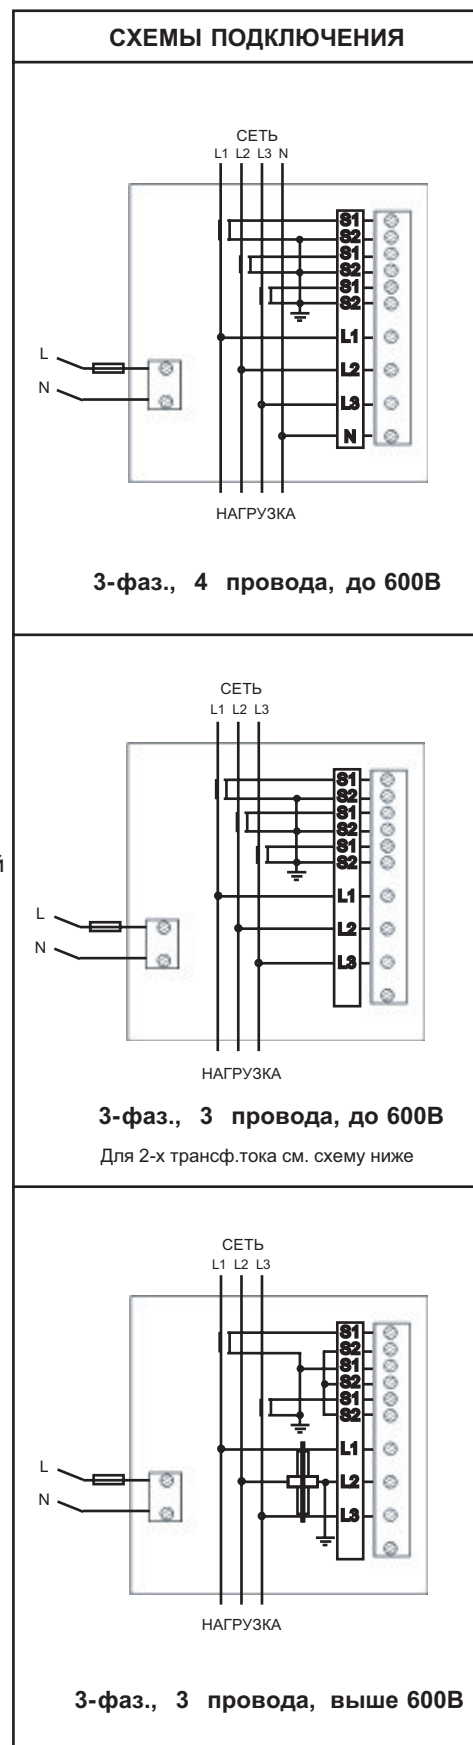 СХЕМЫ ПОДКЛЮЧЕНИЯ
СЕТЬ
L1 L2 L3 N
S1
S2
S1
S2
S1
S2
L1
L2
L3
N
L
N
НАГРУЗКА
3-фаз., 4 провода, до 600В
СЕТЬ
L1 L2 L3
S1
S2
S1
S2
S1
S2
L1
L2
L3
й
L
N
НАГРУЗКА
3-фаз., 3 провода, до 600В
Для 2-х трансф.тока см. схему ниже
СЕТЬ
L1 L2 L3
S1
S2
S1
S2
S1
S2
L1
L2
L3
L
N
НАГРУЗКА
3-фаз., 3 провода, выше 600В